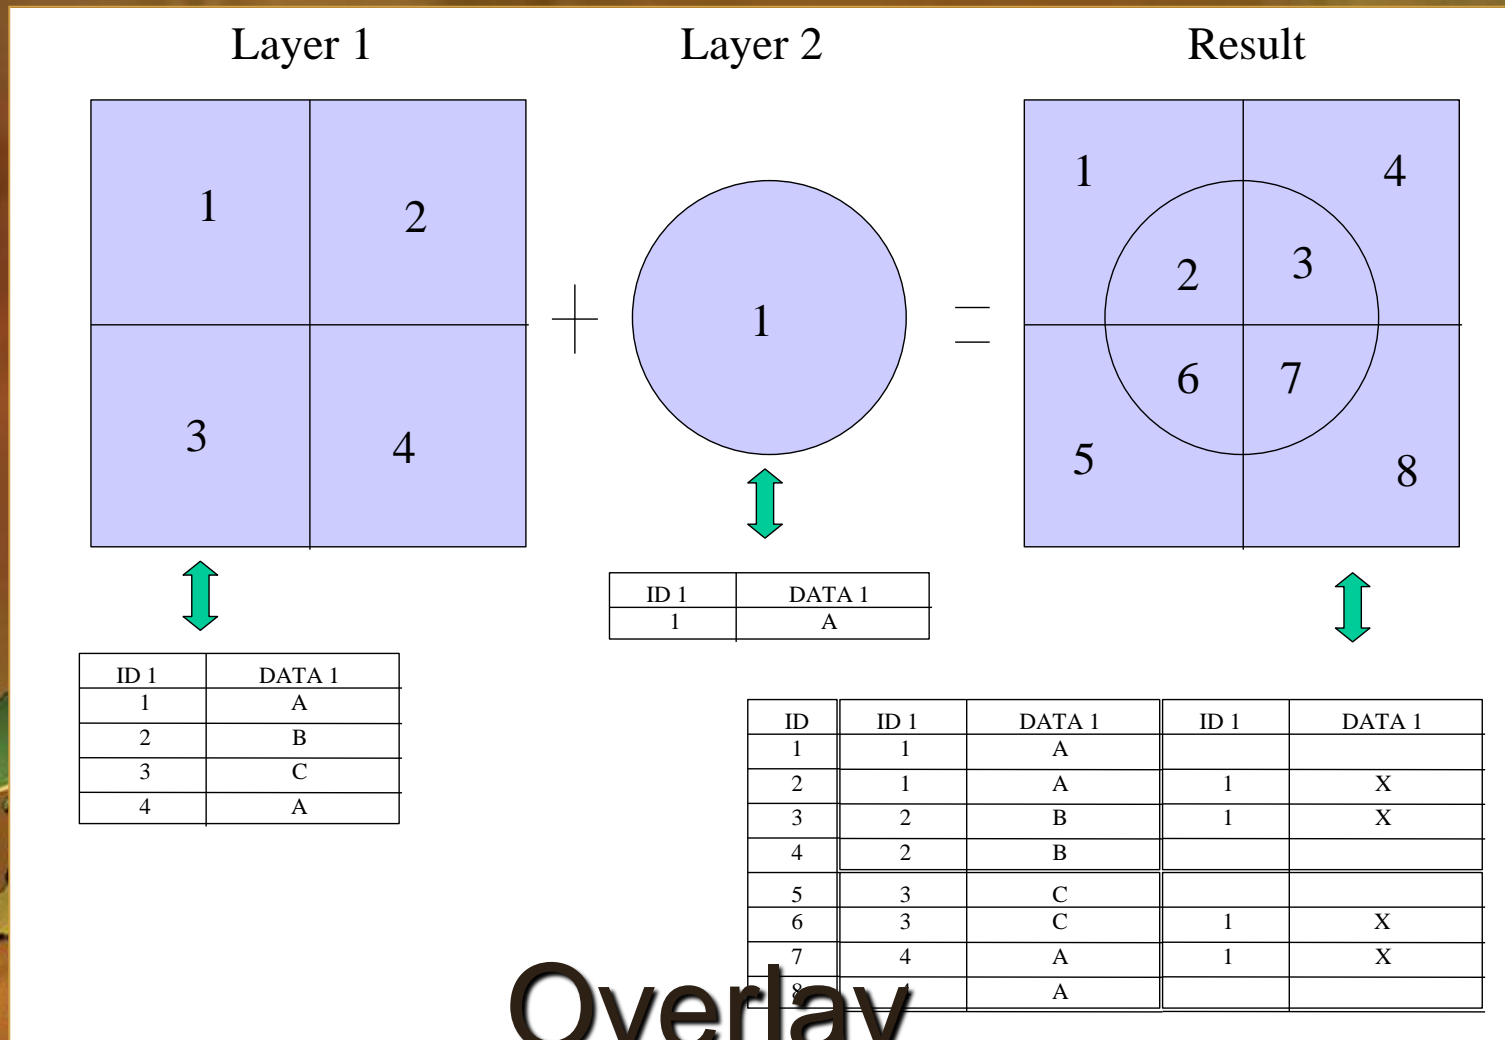 Layer 1
Layer 2
Result
1
2
3
4
+
1
=
1
4
2
3
6
7
5
8
ID 1 DATA 1
1 A
2 B
3 C
4 A
ID 1 DATA 1
1 A
ID ID 1 DATA 1 ID 1 DATA 1
1 1 A
2 1 A 1 X
3 2 B 1 X
4 2 B
5 3 C
6 3 C 1 X
7 4 A 1 X
8 4 A
Overlay